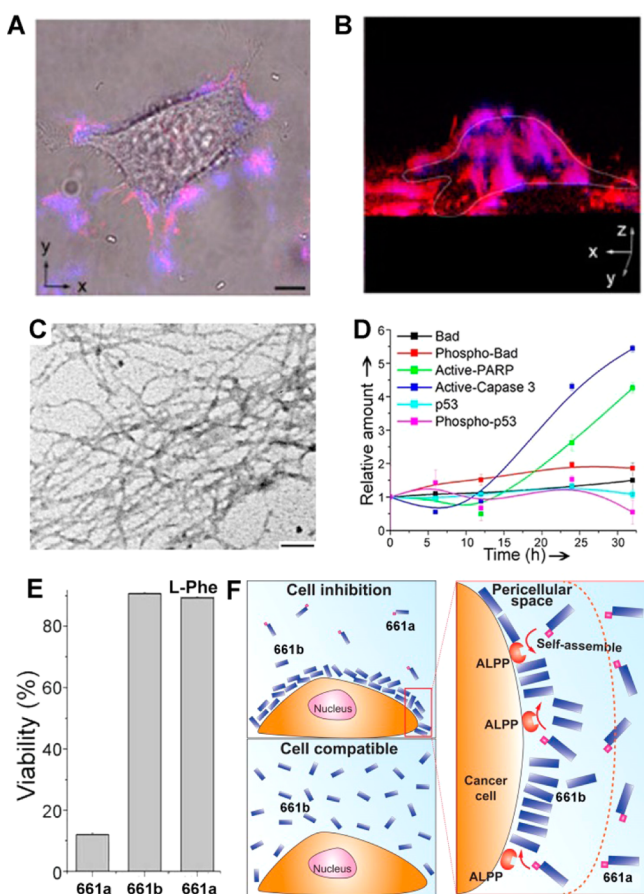 A
y
x
B
z
x
y
C
D
Bad
Phospho-Bad
Active-PARP
Active-Capase 3
p53
Phospho-p53
Relative amount →
6
5
4
3
2
1
0
0 5 10 15 20 25 30
Time (h) →
E
L-Phe
Viability (%)
80
60
40
20
0
661a 661b 661a
F
Cell inhibition
661a
661b
Nucleus
Cell compatible
661b
Nucleus
Pericellular
space
Self-assemble
ALPP
ALPP
Cancer
cell
661b
ALPP
661a